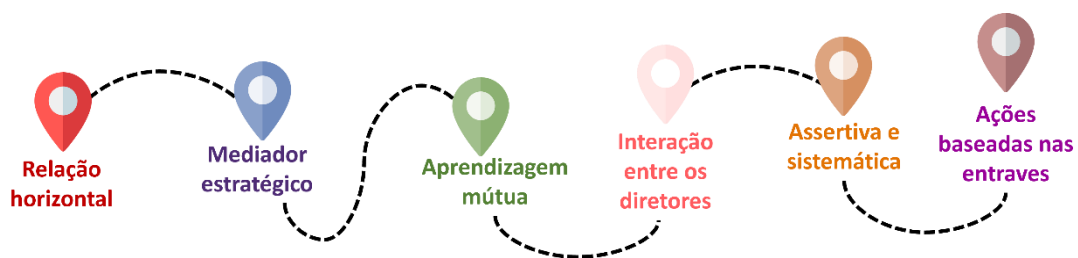 Relação
horizontal
Mediador
estratégico
Aprendizagem
mútua
Interação
entre os
diretores
Assertiva e
sistemática
Ações
baseadas nas
entraves